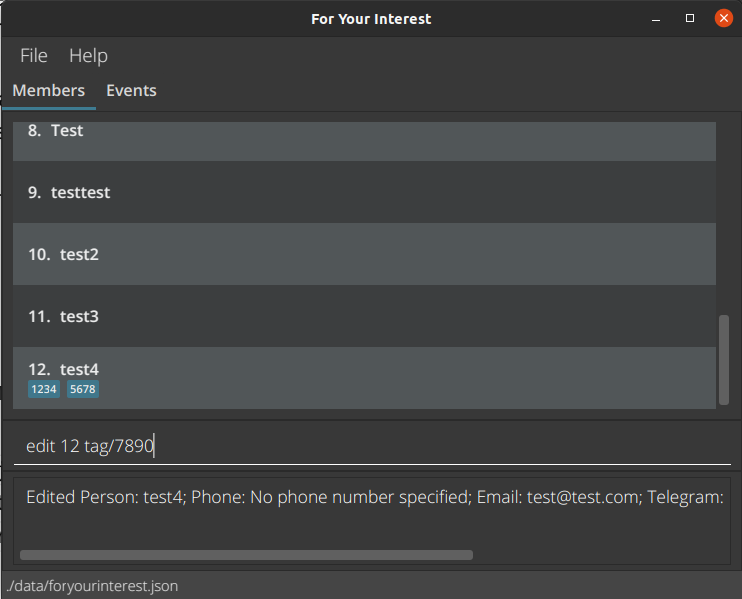 For Your Interest
File Help
Members Events
8. Test
9. testtest
10. test2
11. test3
12. test4
1234 5678
edit 12 tag/7890
Edited Person: test4; Phone: No phone number specified; Email: test@test.com; Telegram:
./data/foryourinterest.json